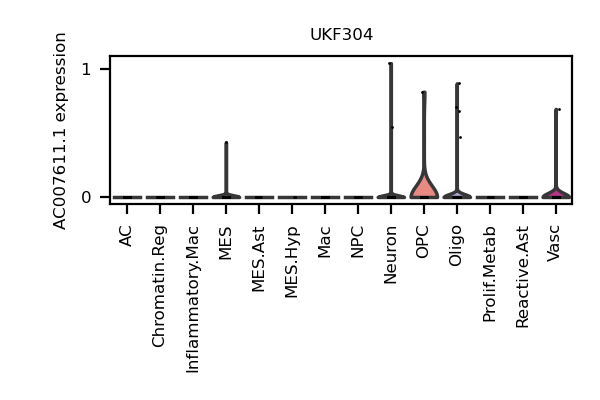 UKF304
AC007611.1 expression
1
0
AC
Chromatin.Reg
Inflammatory.Mac
MES
MES.Ast
MES.Hyp
Mac
NPC
Neuron
OPC
Oligo
Prolif.Metab
Reactive.Ast
Vasc